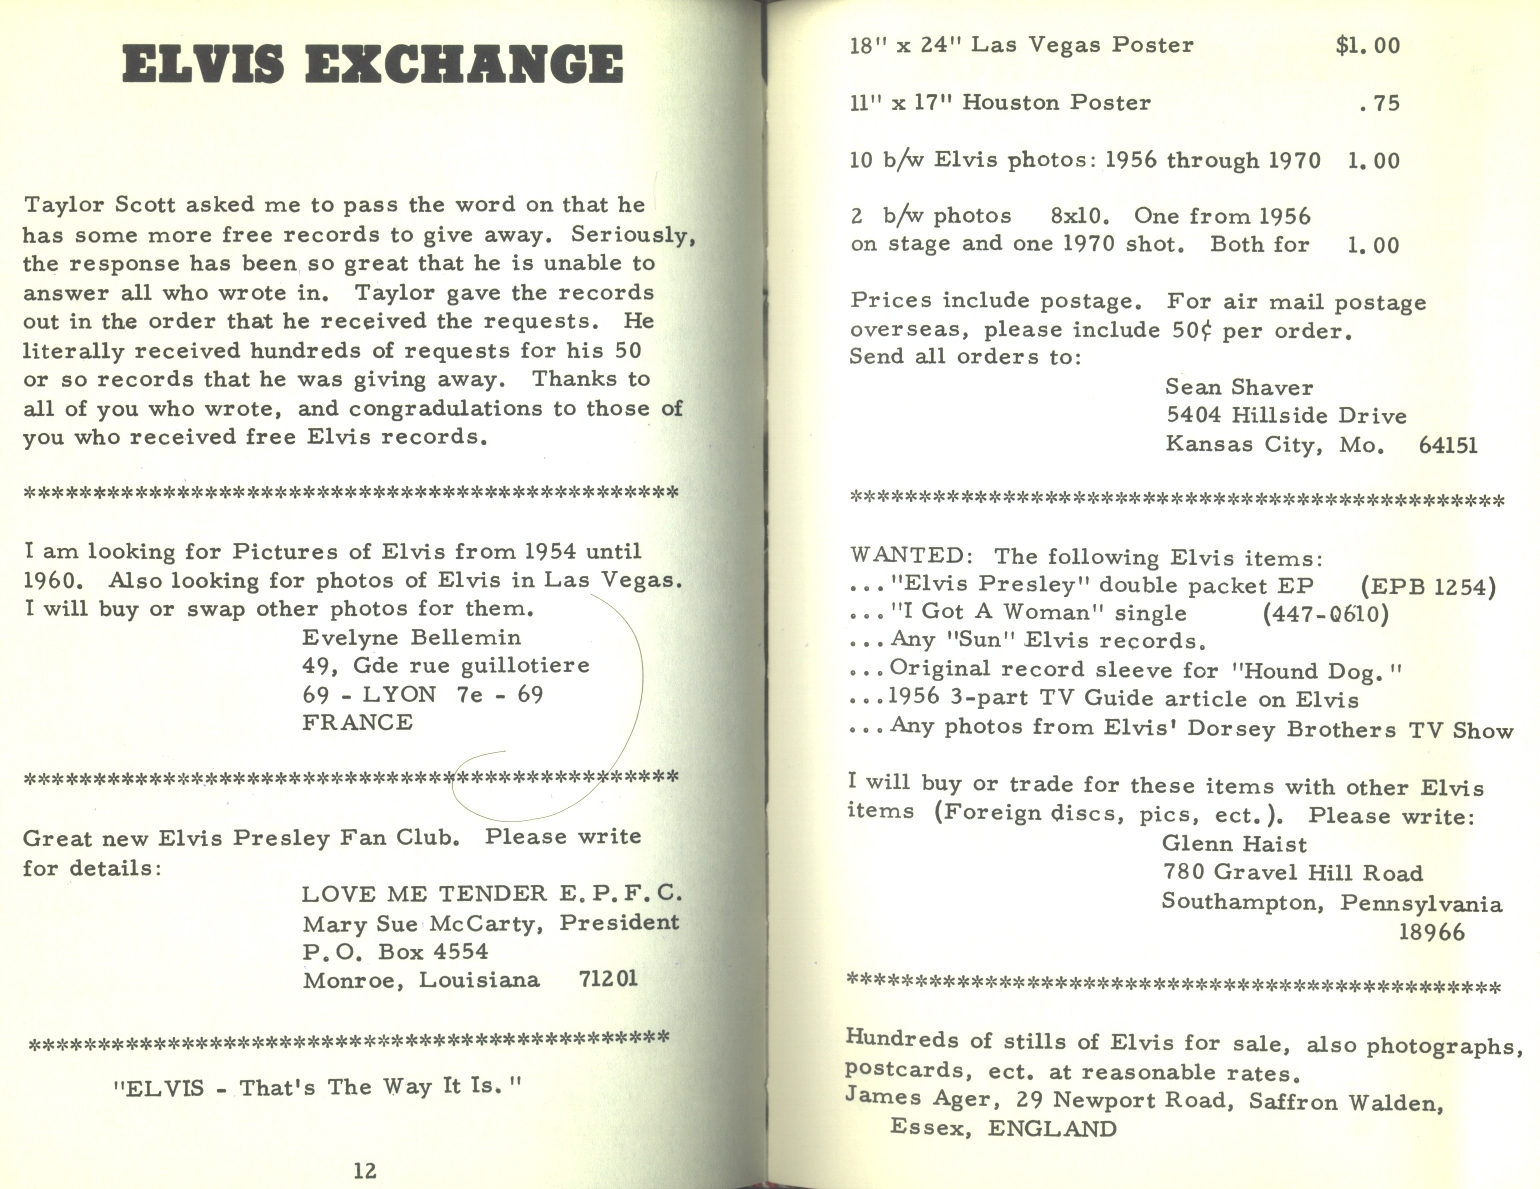 ELVIS EXCHANGE
Taylor Scott asked me to pass the word on that he
has some more free records to give away. Seriously,
the response has been so great that he is unable to
answer all who wrote in. Taylor gave the records
out in the order that he received the requests. He
literally received hundreds of requests for his 50
or so records that he was giving away. Thanks to
all of you who wrote, and congradulations to those of
you who received free Elvis records.
***********************************************
I am looking for Pictures of Elvis from 1954 until
1960. Also looking for photos of Elvis in Las Vegas.
I will buy or swap other photos for them.
Evelyne Bellemin
49, Gde rue guillotiere
69 - LYON 7e - 69
FRANCE
***********************************************
Great new Elvis Presley Fan Club. Please write
for details:
LOVE ME TENDER E.P.F.C.
Mary Sue McCarty, President
P.O. Box 4554
Monroe, Louisiana 71201
**********************************************
"ELVIS - That's The Way It Is."
12
18" x 24" Las Vegas Poster $1.00
11" x 17" Houston Poster .75
10 b/w Elvis photos: 1956 through 1970 1.00
2 b/w photos 8x10. One from 1956
on stage and one 1970 shot. Both for 1.00
Prices include postage. For air mail postage
overseas, please include 50¢ per order.
Send all orders to:
Sean Shaver
5404 Hillside Drive
Kansas City, Mo. 64151
***********************************************
WANTED: The following Elvis items:
..."Elvis Presley" double packet EP (EPB 1254)
..."I Got A Woman" single (447-0610)
...Any "Sun" Elvis records.
...Original record sleeve for "Hound Dog."
...1956 3-part TV Guide article on Elvis
...Any photos from Elvis' Dorsey Brothers TV Show
I will buy or trade for these items with other Elvis
items (Foreign discs, pics, ect.). Please write:
Glenn Haist
780 Gravel Hill Road
Southampton, Pennsylvania
18966
***********************************************
Hundreds of stills of Elvis for sale, also photographs,
postcards, ect. at reasonable rates.
James Ager, 29 Newport Road, Saffron Walden,
Essex, ENGLAND